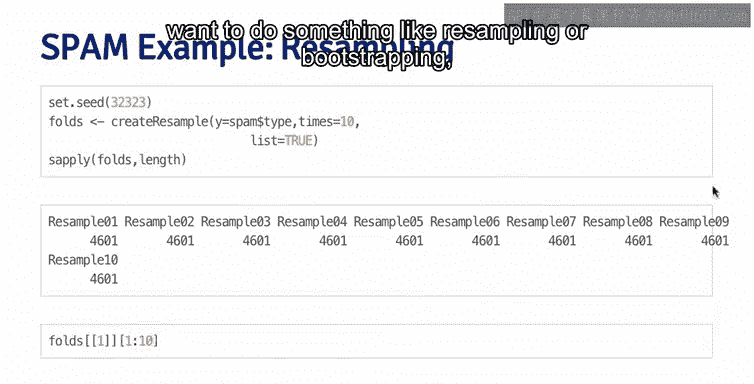 want to do something like resampling or
bootstrapping,
SPAM Example: Resampling
set.seed(32323)
folds <- createResample(y=spam$type,times=10,
list=TRUE)
sapply(folds,length)
Resample01 Resample02 Resample03 Resample04 Resample05 Resample06 Resample07 Resample08 Resample09
4601 4601 4601 4601 4601 4601 4601 4601 4601
Resample10
4601
folds[[1]][1:10]